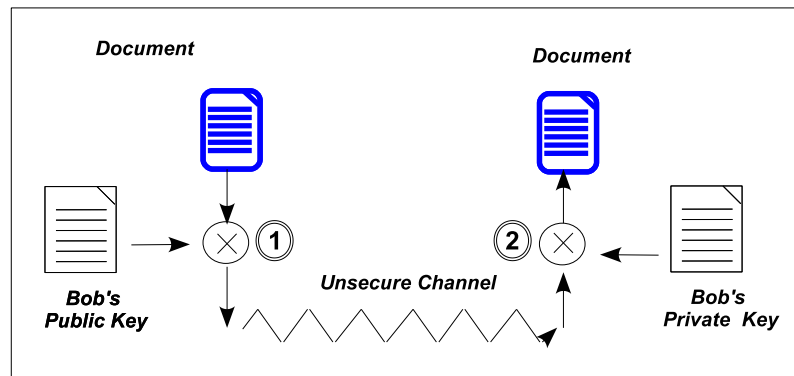 Document
Document
1
2
Unsecure Channel
Bob's
Public Key
Bob's
Private Key